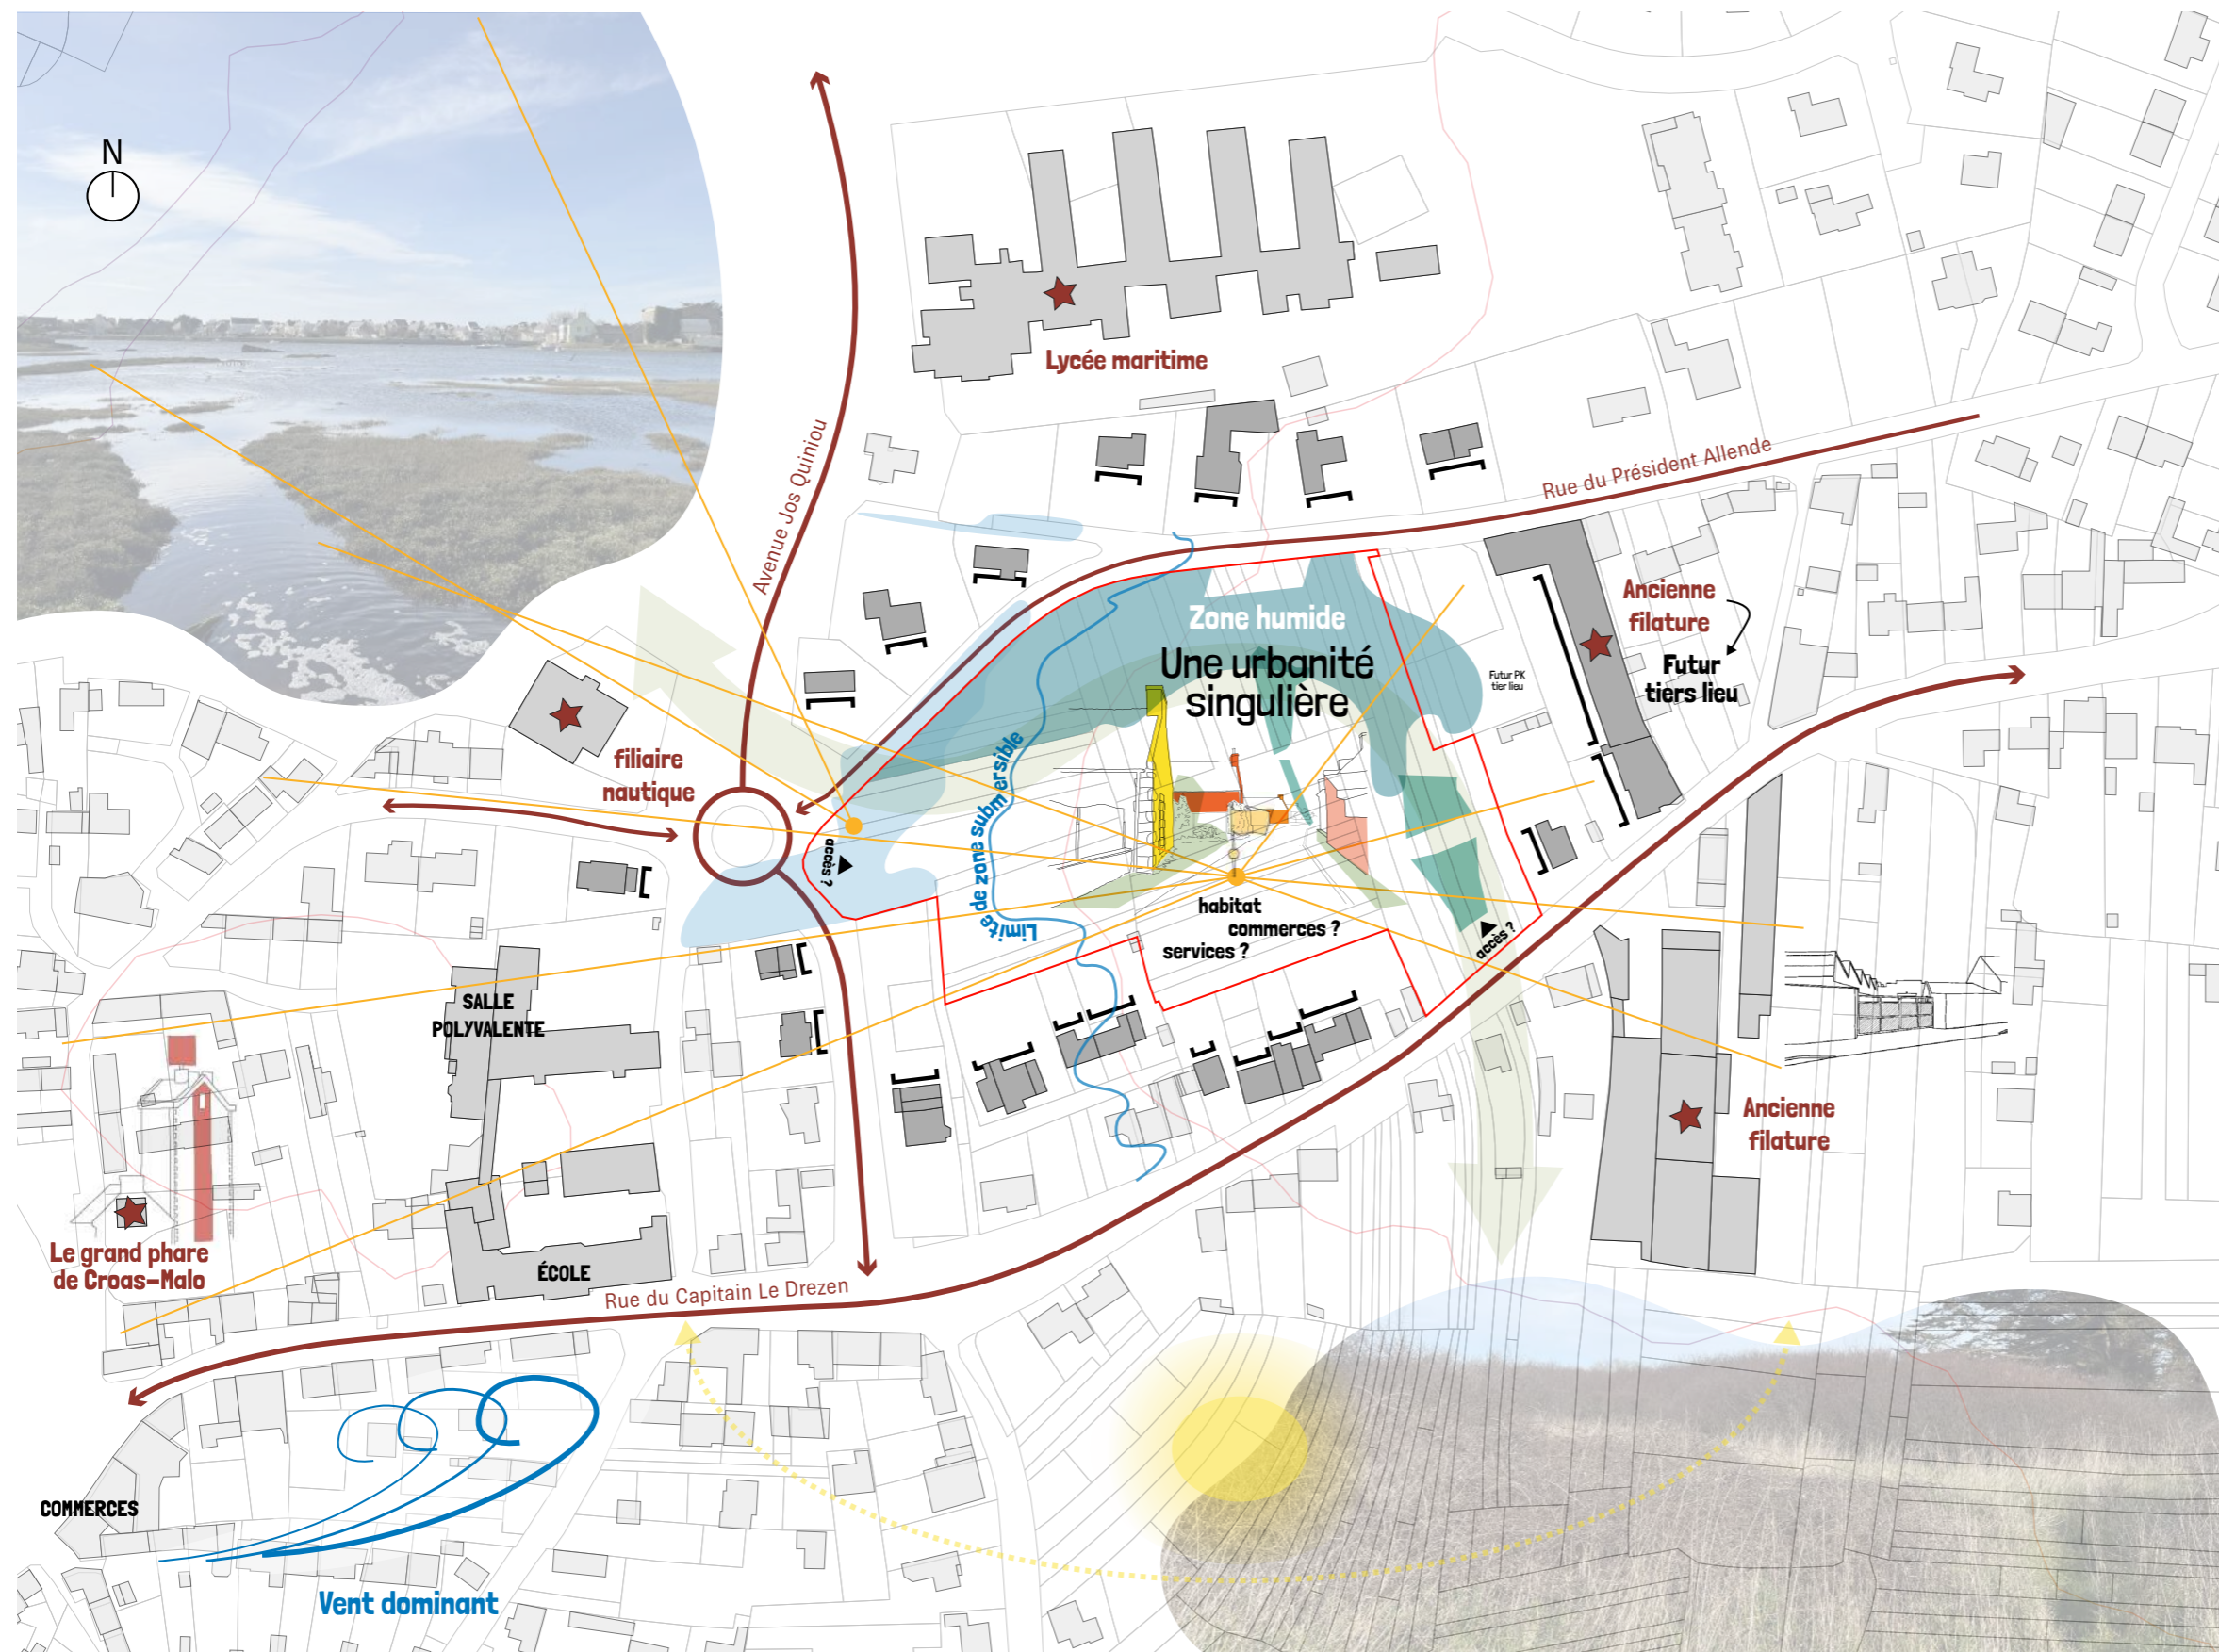 N
Avenue Jos Quiniou
Lycée maritime
Rue du Président Allende
Zone humide
Une urbanité
singulière
Ancienne
filature
Futur
tiers lieu
Futur PK
tier lieu
filiaire
nautique
accès ?
Limite de zone submersible
habitat
commerces ?
services ?
accès ?
SALLE
POLYVALENTE
Le grand phare
de Croas-Malo
ÉCOLE
Rue du Capitain Le Drezen
Ancienne
filature
COMMERCES
Vent dominant